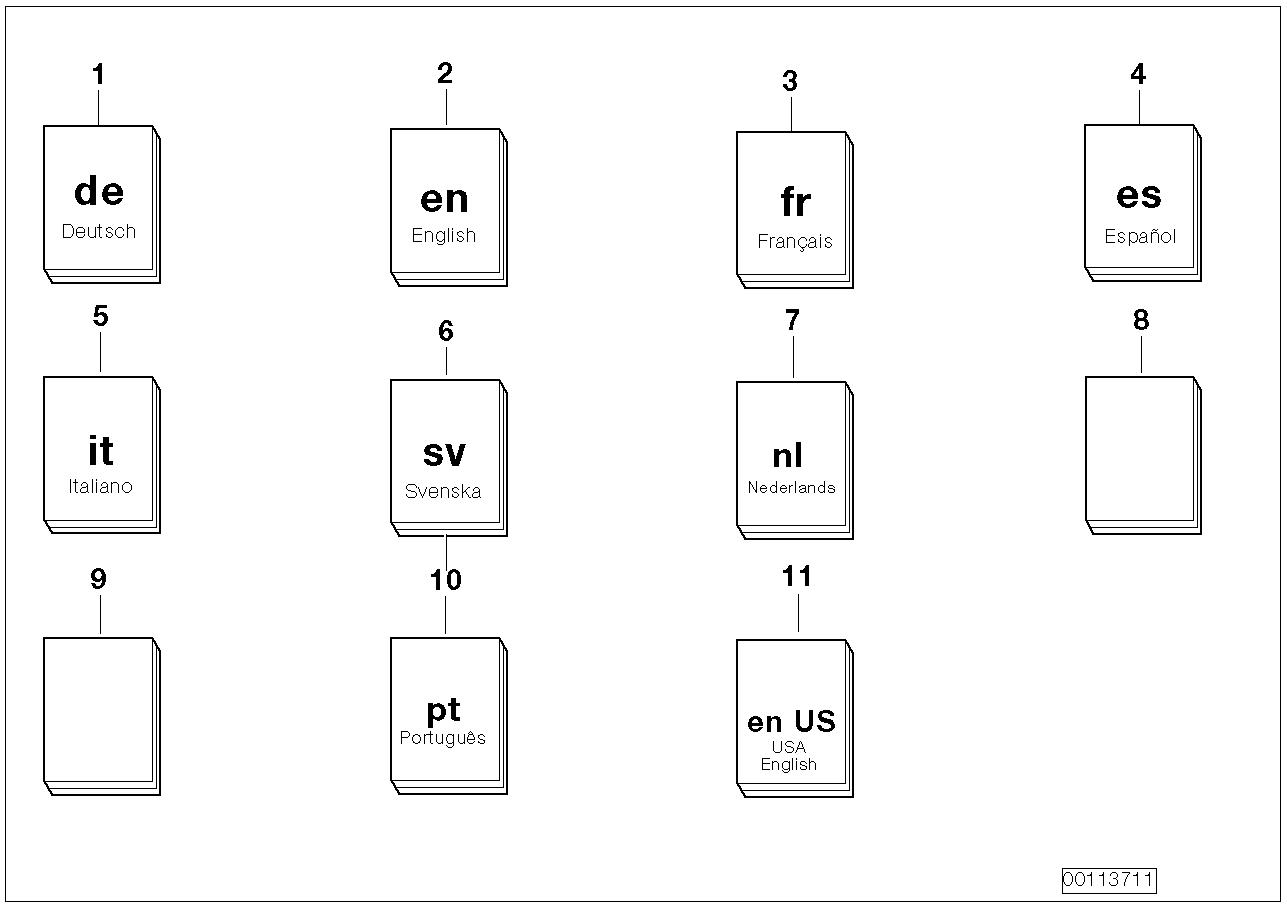 1
2
3
4
de
Deutsch
en
English
fr
Français
es
Español
5
6
7
8
it
Italiano
sv
Svenska
nl
Nederlands
9
10
11
pt
Português
en US
USA
English
00113711